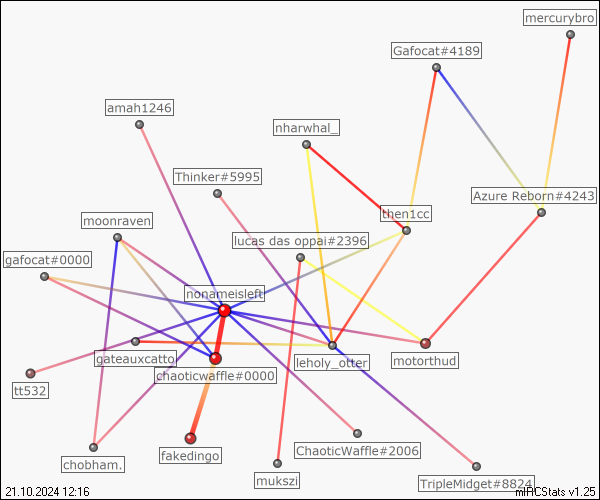 mercurybro
Gafocat#4189
amah1246
nharwhal_
Thinker#5995
Azure Reborn#4243
then1cc
moonraven
lucas das oppai#2396
gafocat#0000
nonameisleft
gateauxcatto
motorthud
leholy_otter
chaoticwaffle#0000
tt532
ChaoticWaffle#2006
fakedingo
chobham.
mukszi
TripleMidget#8824
21.10.2024 12:16
mIRCStats v1.25